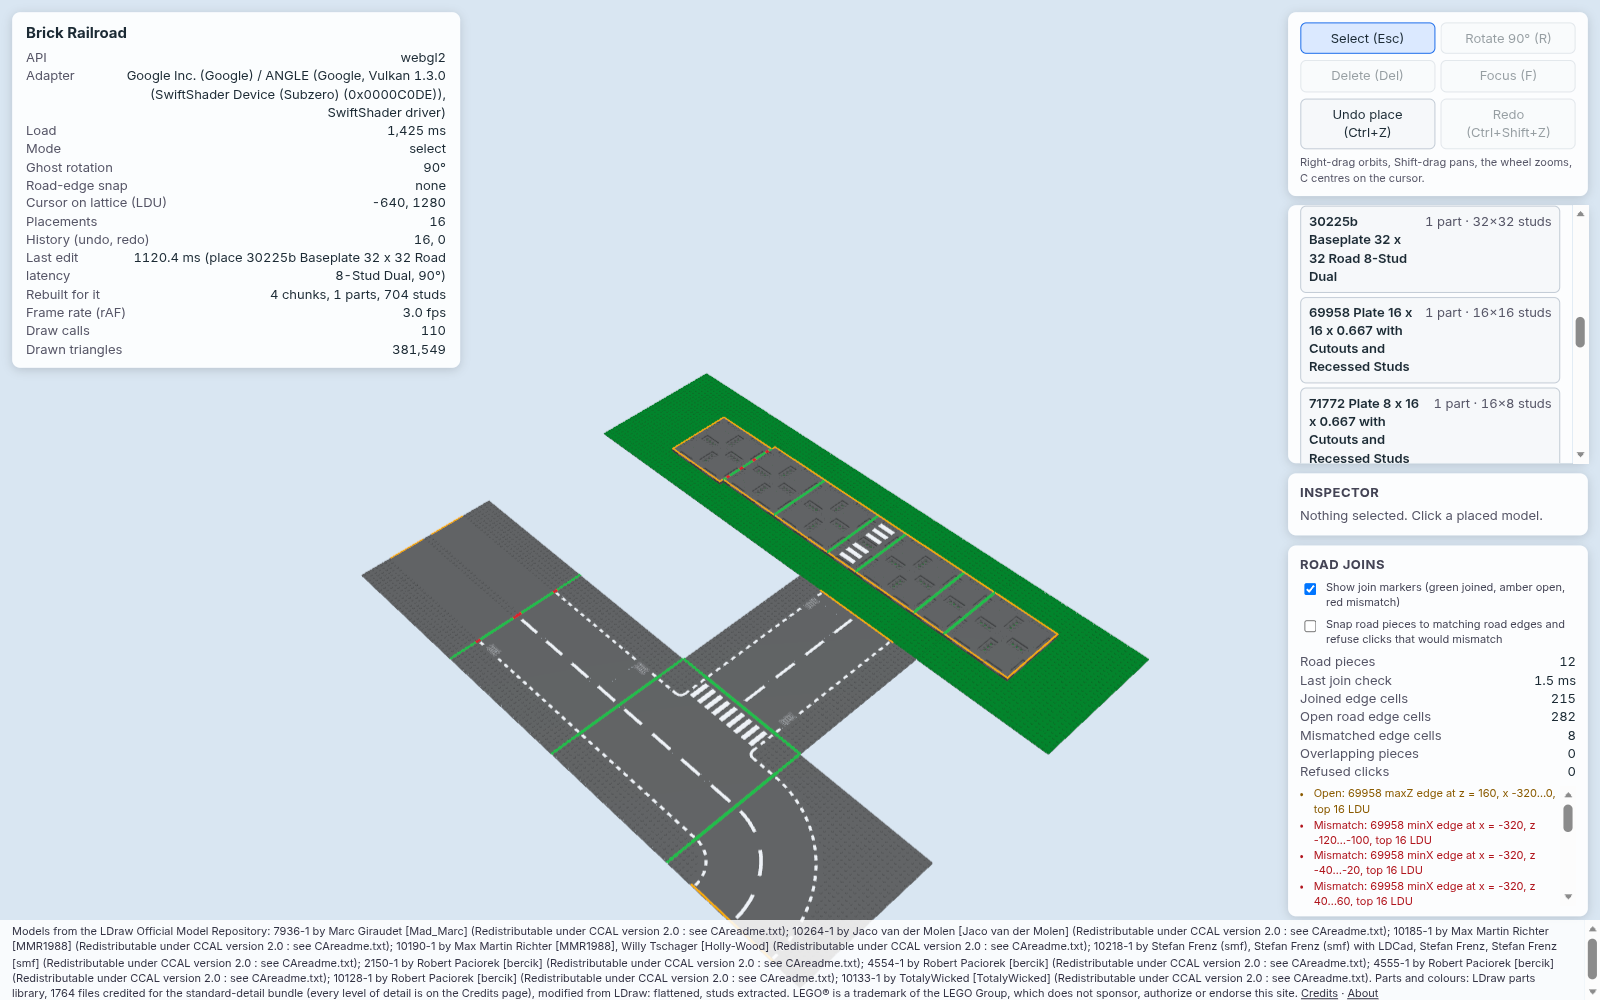 Brick Railroad
API webgl2
Adapter Google Inc. (Google) / ANGLE (Google, Vulkan 1.3.0
(SwiftShader Device (Subzero) (0x0000C0DE)),
SwiftShader driver)
Load 1,425 ms
Mode select
Ghost rotation 90°
Road-edge snap none
Cursor on lattice (LDU) -640, 1280
Placements 16
History (undo, redo) 16, 0
Last edit 1120.4 ms (place 30225b Baseplate 32 x 32 Road
latency 8-Stud Dual, 90°)
Rebuilt for it 4 chunks, 1 parts, 704 studs
Frame rate (rAF) 3.0 fps
Draw calls 110
Drawn triangles 381,549
Select (Esc) Rotate 90° (R)
Delete (Del) Focus (F)
Undo place Redo
(Ctrl+Z) (Ctrl+Shift+Z)
Right-drag orbits, Shift-drag pans, the wheel zooms,
C centres on the cursor.
30225b 1 part · 32×32 studs
Baseplate 32 x
32 Road 8-Stud
Dual
69958 Plate 16 x 1 part · 16×16 studs
16 x 0.667 with
Cutouts and
Recessed Studs
71772 Plate 8 x 16 1 part · 16×8 studs
x 0.667 with
Cutouts and
Recessed Studs
INSPECTOR
Nothing selected. Click a placed model.
ROAD JOINS
Show join markers (green joined, amber open,
red mismatch)
Snap road pieces to matching road edges and
refuse clicks that would mismatch
Road pieces 12
Last join check 1.5 ms
Joined edge cells 215
Open road edge cells 282
Mismatched edge cells 8
Overlapping pieces 0
Refused clicks 0
• Open: 69958 maxZ edge at z = 160, x -320…0,
top 16 LDU
• Mismatch: 69958 minX edge at x = -320, z
-120…-100, top 16 LDU
• Mismatch: 69958 minX edge at x = -320, z
-40…-20, top 16 LDU
• Mismatch: 69958 minX edge at x = -320, z
40…60, top 16 LDU
Models from the LDraw Official Model Repository: 7936-1 by Marc Giraudet [Mad_Marc] (Redistributable under CCAL version 2.0 : see CAreadme.txt); 10264-1 by Jaco van der Molen [Jaco van der Molen] (Redistributable under CCAL version 2.0 : see CAreadme.txt); 10185-1 by Max Martin Richter
[MMR1988] (Redistributable under CCAL version 2.0 : see CAreadme.txt); 10190-1 by Max Martin Richter [MMR1988], Willy Tschager [Holly-Wood] (Redistributable under CCAL version 2.0 : see CAreadme.txt); 10218-1 by Stefan Frenz (smf), Stefan Frenz (smf) with LDCad, Stefan Frenz, Stefan Frenz
[smf] (Redistributable under CCAL version 2.0 : see CAreadme.txt); 2150-1 by Robert Paciorek [bercik] (Redistributable under CCAL version 2.0 : see CAreadme.txt); 4554-1 by Robert Paciorek [bercik] (Redistributable under CCAL version 2.0 : see CAreadme.txt); 4555-1 by Robert Paciorek [bercik]
(Redistributable under CCAL version 2.0 : see CAreadme.txt); 10128-1 by Robert Paciorek [bercik] (Redistributable under CCAL version 2.0 : see CAreadme.txt); 10133-1 by TotalyWicked [TotalyWicked] (Redistributable under CCAL version 2.0 : see CAreadme.txt). Parts and colours: LDraw parts
library, 1764 files credited for the standard-detail bundle (every level of detail is on the Credits page), modified from LDraw: flattened, studs extracted. LEGO® is a trademark of the LEGO Group, which does not sponsor, authorize or endorse this site. Credits · About